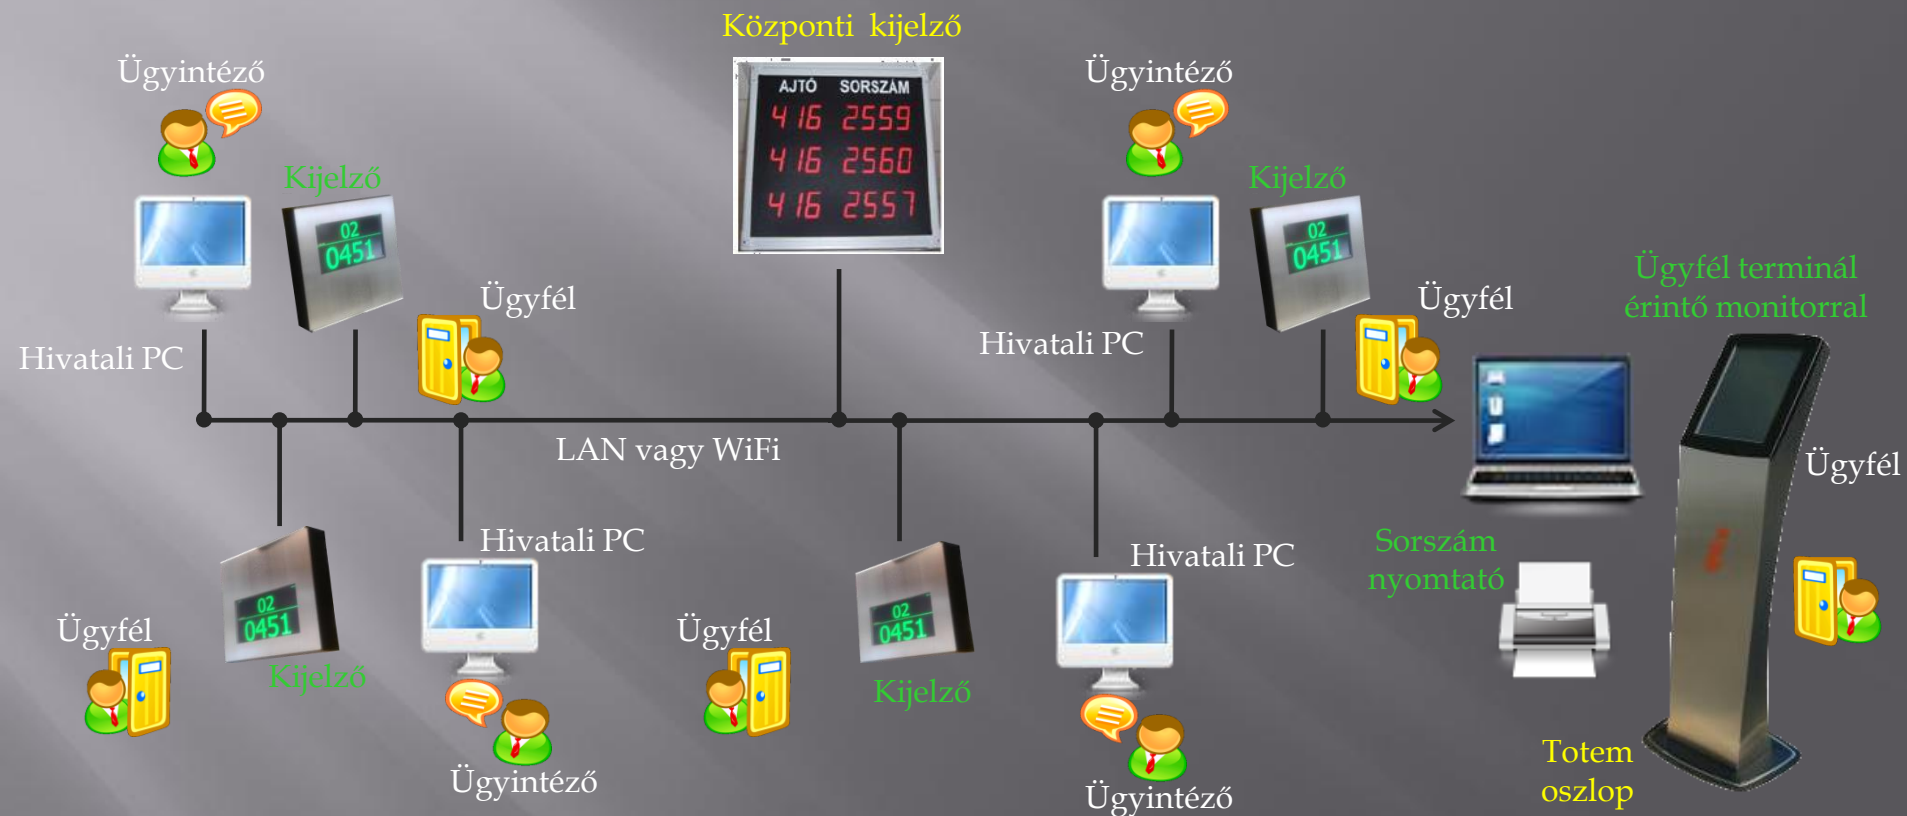 Központi kijelző
Ügyintéző
AJTÓ SORSZÁM
416 2559
416 2560
416 2557
Ügyintéző
Kijelző
02
0451
Kijelző
02
0451
Ügyfél
Hivatali PC
Ügyfél
Hivatali PC
Ügyfél terminál
érintő monitorral
LAN vagy WiFi
Ügyfél
Hivatali PC
Hivatali PC
Sorszám
nyomtató
02
0451
Kijelző
Ügyfél
02
0451
Kijelző
Ügyfél
Ügyintéző
Ügyintéző
Totem
oszlop